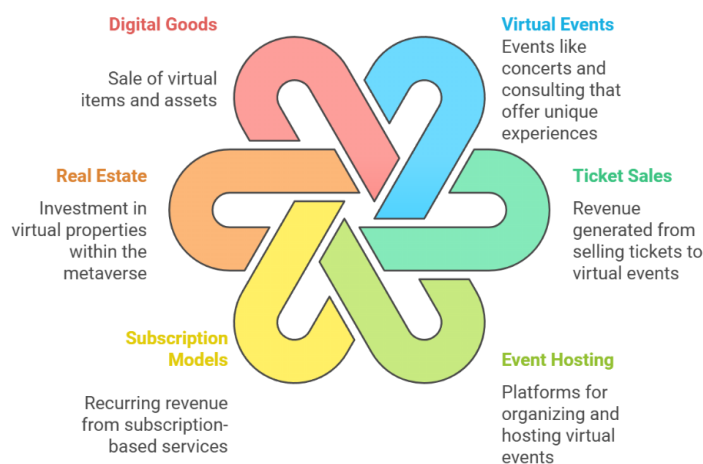 Digital Goods
Sale of virtual
items and assets
Virtual Events
Events like
concerts and
consulting that
offer unique
experiences
Real Estate
Investment in
virtual properties
within the
metaverse
Ticket Sales
Revenue
generated from
selling tickets to
virtual events
Subscription
Models
Recurring revenue
from subscription-
based services
Event Hosting
Platforms for
organizing and
hosting virtual
events